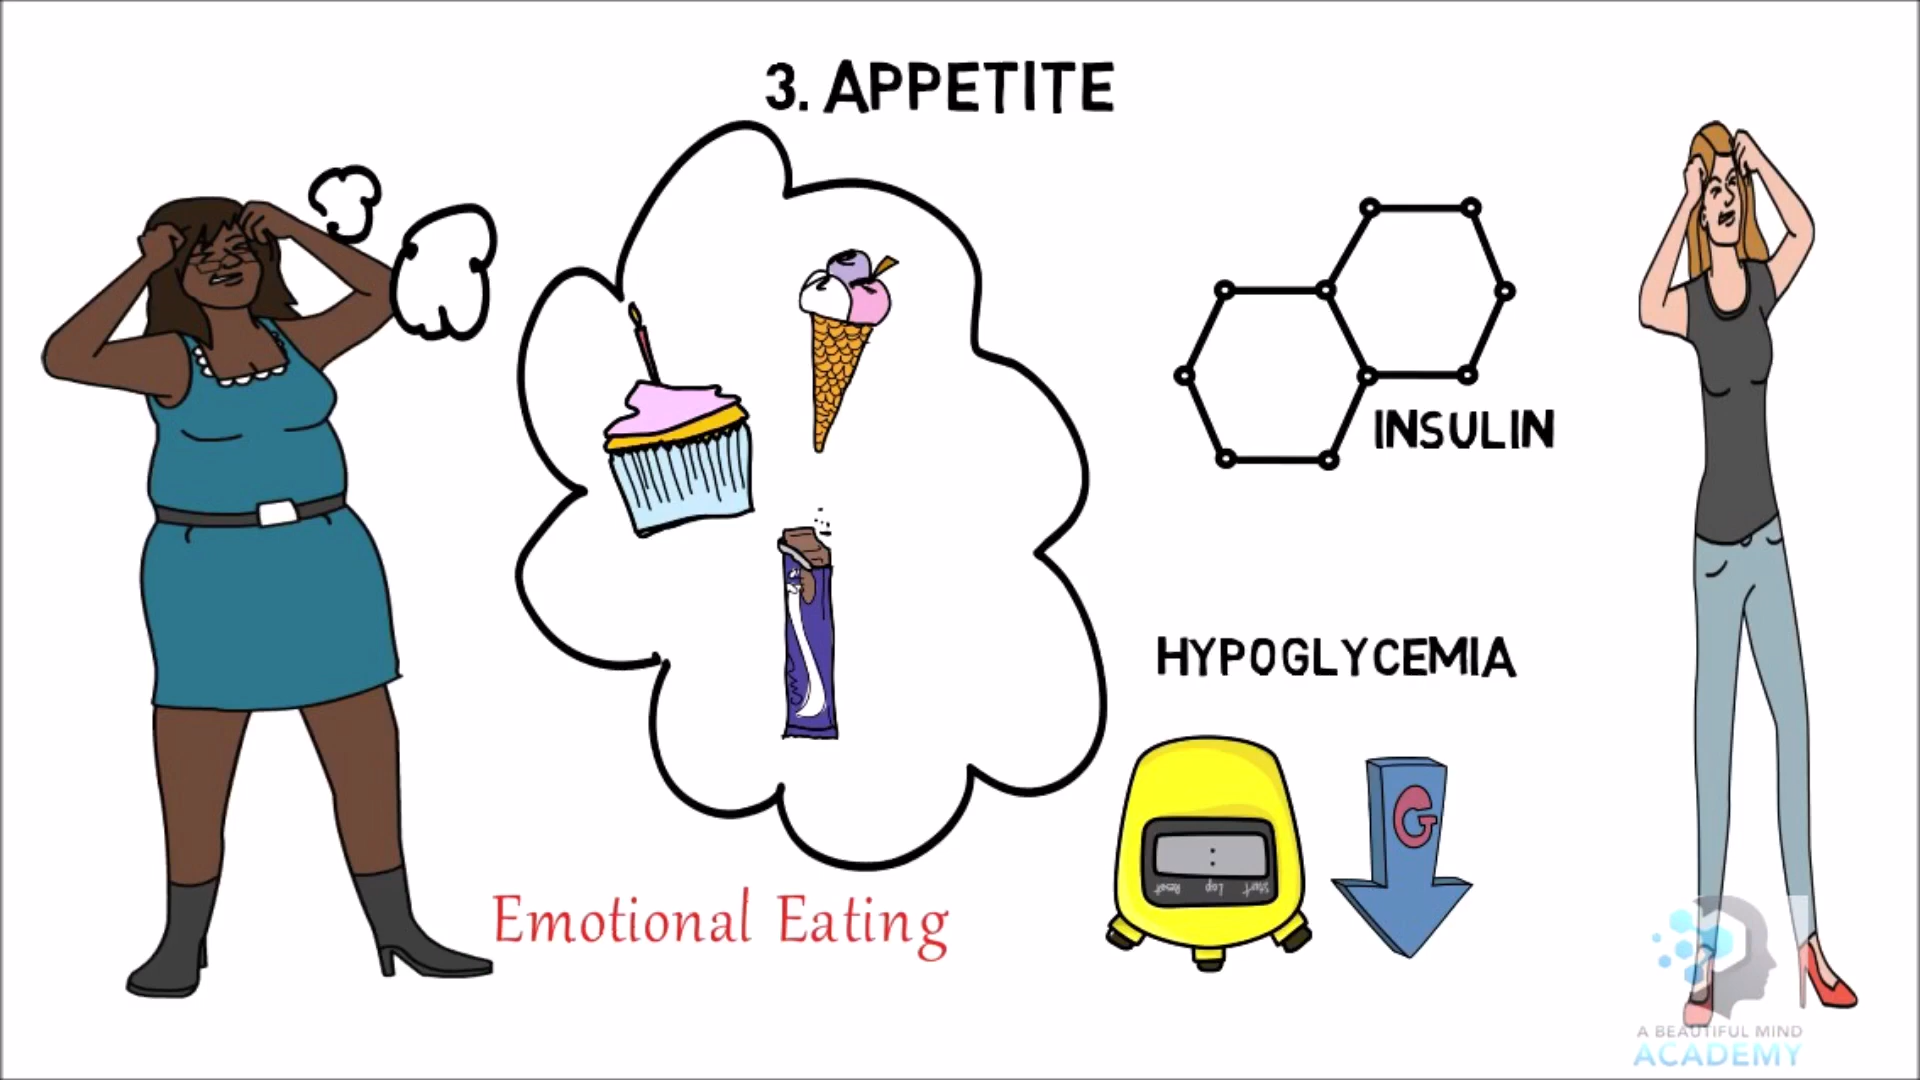 3. APPETITE
INSULIN
HYPOGLYCEMIA
G
Start Lap Reset
Emotional Eating
A BEAUTIFUL MIND
ACADEMY